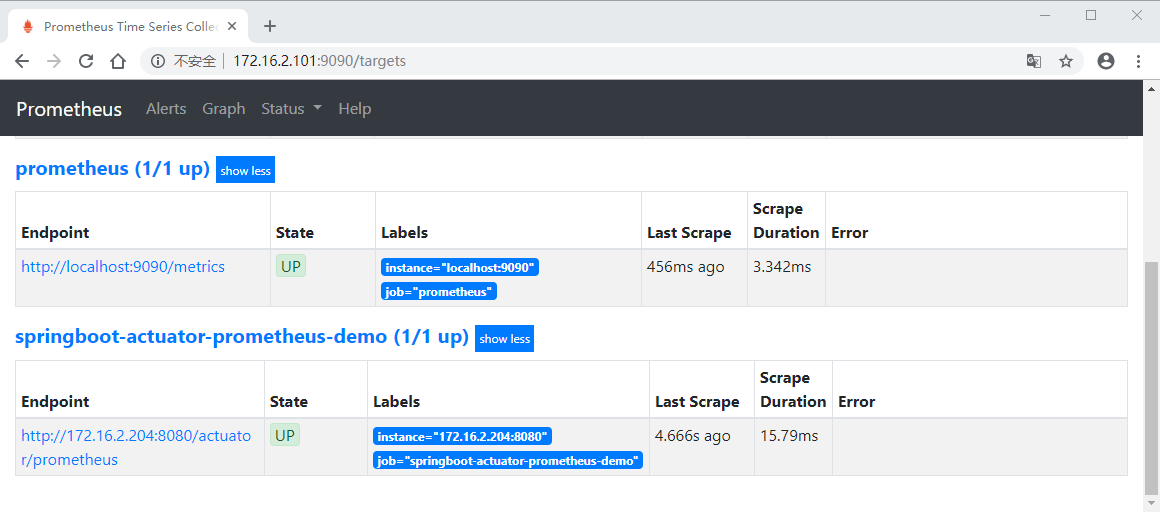 Prometheus Time Series Collec
不安全 172.16.2.101:9090/targets
Prometheus Alerts Graph Status Help
prometheus (1/1 up) show less
Endpoint State Labels Last Scrape Scrape Duration Error
http://localhost:9090/metrics UP instance="localhost:9090" 456ms ago 3.342ms
job="prometheus"
springboot-actuator-prometheus-demo (1/1 up) show less
Endpoint State Labels Last Scrape Scrape Duration Error
http://172.16.2.204:8080/actuato UP instance="172.16.2.204:8080" 4.666s ago 15.79ms
r/prometheus job="springboot-actuator-prometheus-demo"